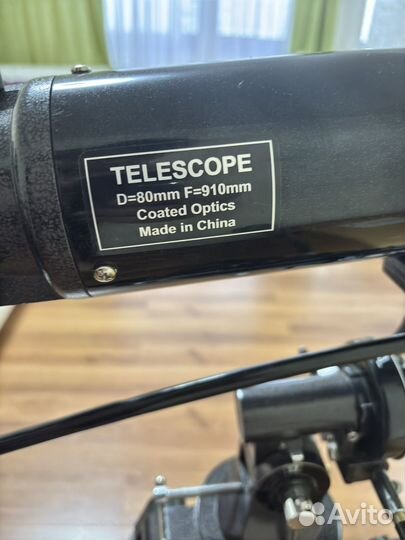 TELESCOPE
D=80mm F=910mm
Coated Optics
Made in China
Avito